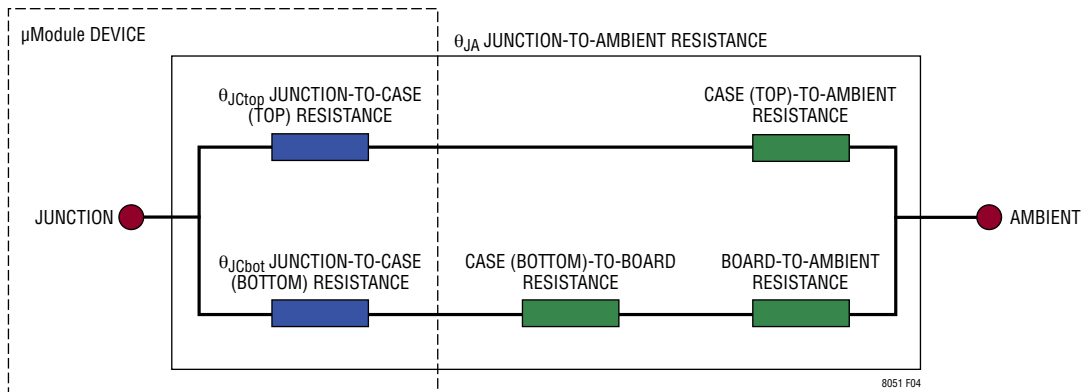 µModule DEVICE
θJA JUNCTION-TO-AMBIENT RESISTANCE
θJCtop JUNCTION-TO-CASE
(TOP) RESISTANCE
CASE (TOP)-TO-AMBIENT
RESISTANCE
JUNCTION
AMBIENT
θJCbot JUNCTION-TO-CASE
(BOTTOM) RESISTANCE
CASE (BOTTOM)-TO-BOARD
RESISTANCE
BOARD-TO-AMBIENT
RESISTANCE
8051 F04